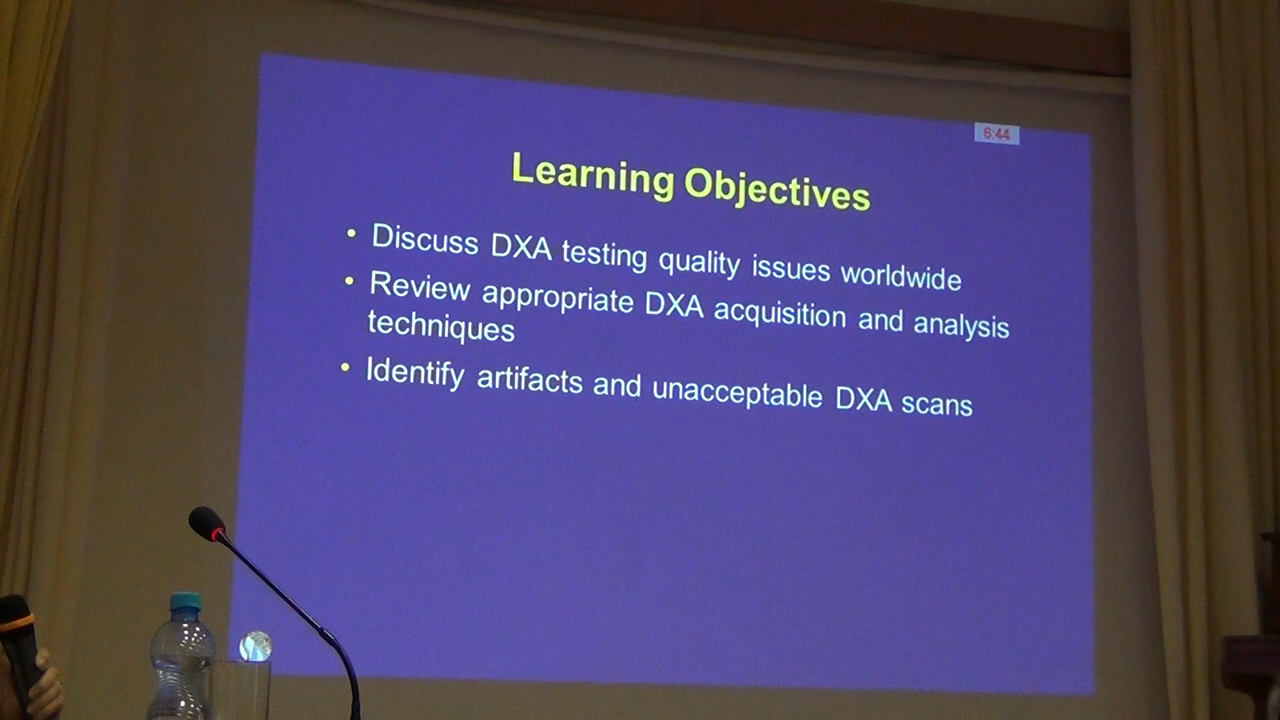 6:44
Learning Objectives
• Discuss DXA testing quality issues worldwide
• Review appropriate DXA acquisition and analysis
techniques
• Identify artifacts and unacceptable DXA scans